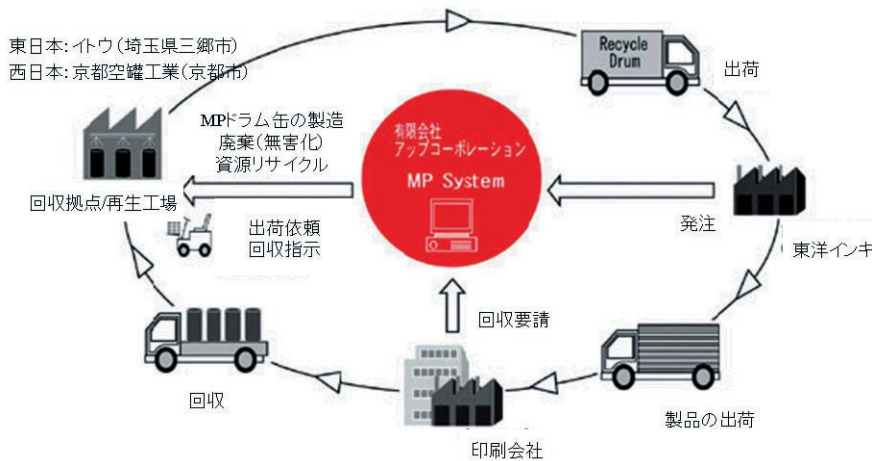 東日本：イトウ（埼玉県三郷市）
西日本：京都空罐工業（京都市）
Recycle
Drum
出荷
MPドラム缶の製造
廃棄（無害化）
資源リサイクル
有限会社
アップコーポレーション
MP System
回収拠点/再生工場
出荷依頼
回収指示
発注
東洋インキ
回収要請
回収
製品の出荷
印刷会社